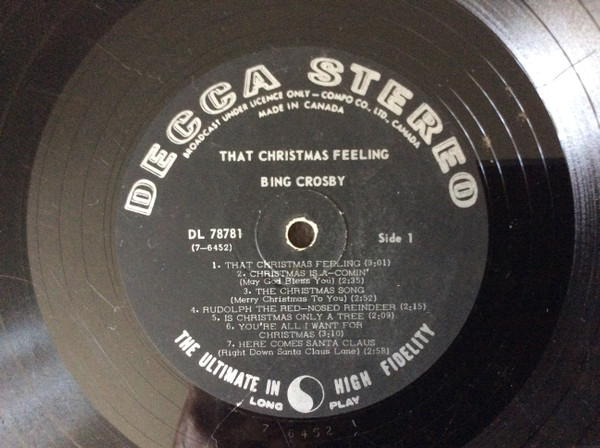 DECCA STEREO
BROADCAST UNDER LICENCE ONLY — COMPO CO., LTD., CANADA
MADE IN CANADA
THAT CHRISTMAS FEELING
BING CROSBY
DL 78781
(7-6452)
Side 1
1. THAT CHRISTMAS FEELING (3:01)
2. CHRISTMAS IS A-COMIN'
(May God Bless You) (2:35)
3. THE CHRISTMAS SONG
(Merry Christmas To You) (2:52)
4. RUDOLPH THE RED-NOSED REINDEER (2:15)
5. IS CHRISTMAS ONLY A TREE (2:09)
6. YOU'RE ALL I WANT FOR
CHRISTMAS (3:10)
7. HERE COMES SANTA CLAUS
(Right Down Santa Claus Lane) (2:58)
THE ULTIMATE IN HIGH FIDELITY
LONG PLAY
7 6452 1